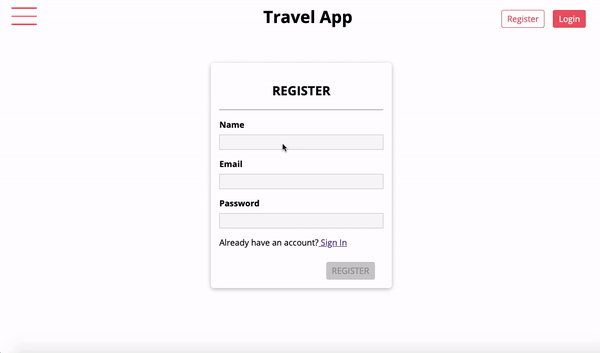 Travel App
Register
Login
REGISTER
Name
Email
Password
Already have an account? Sign In
REGISTER